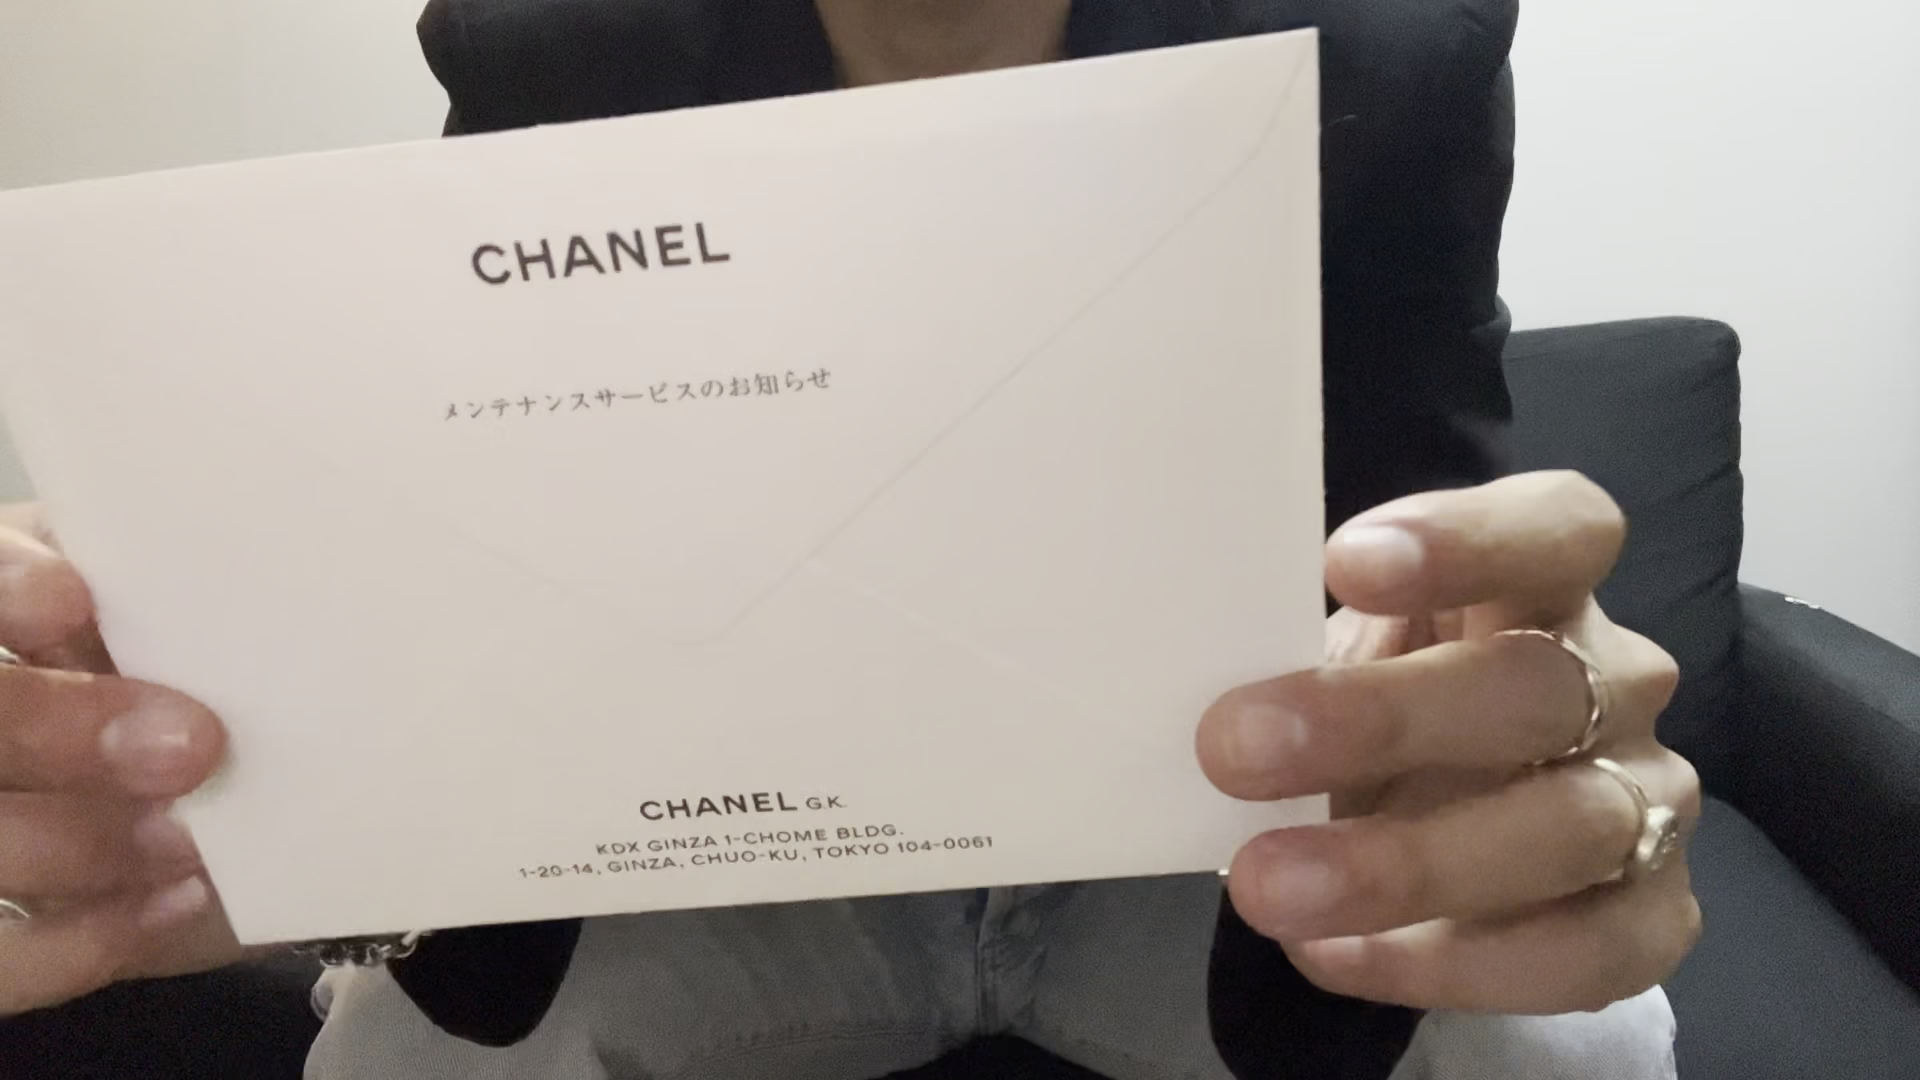 CHANEL
メンテナンスサービスのお知らせ
CHANEL G.K.
KDX GINZA 1-CHOME BLDG.
1-20-14, GINZA, CHUO-KU, TOKYO 104-0061